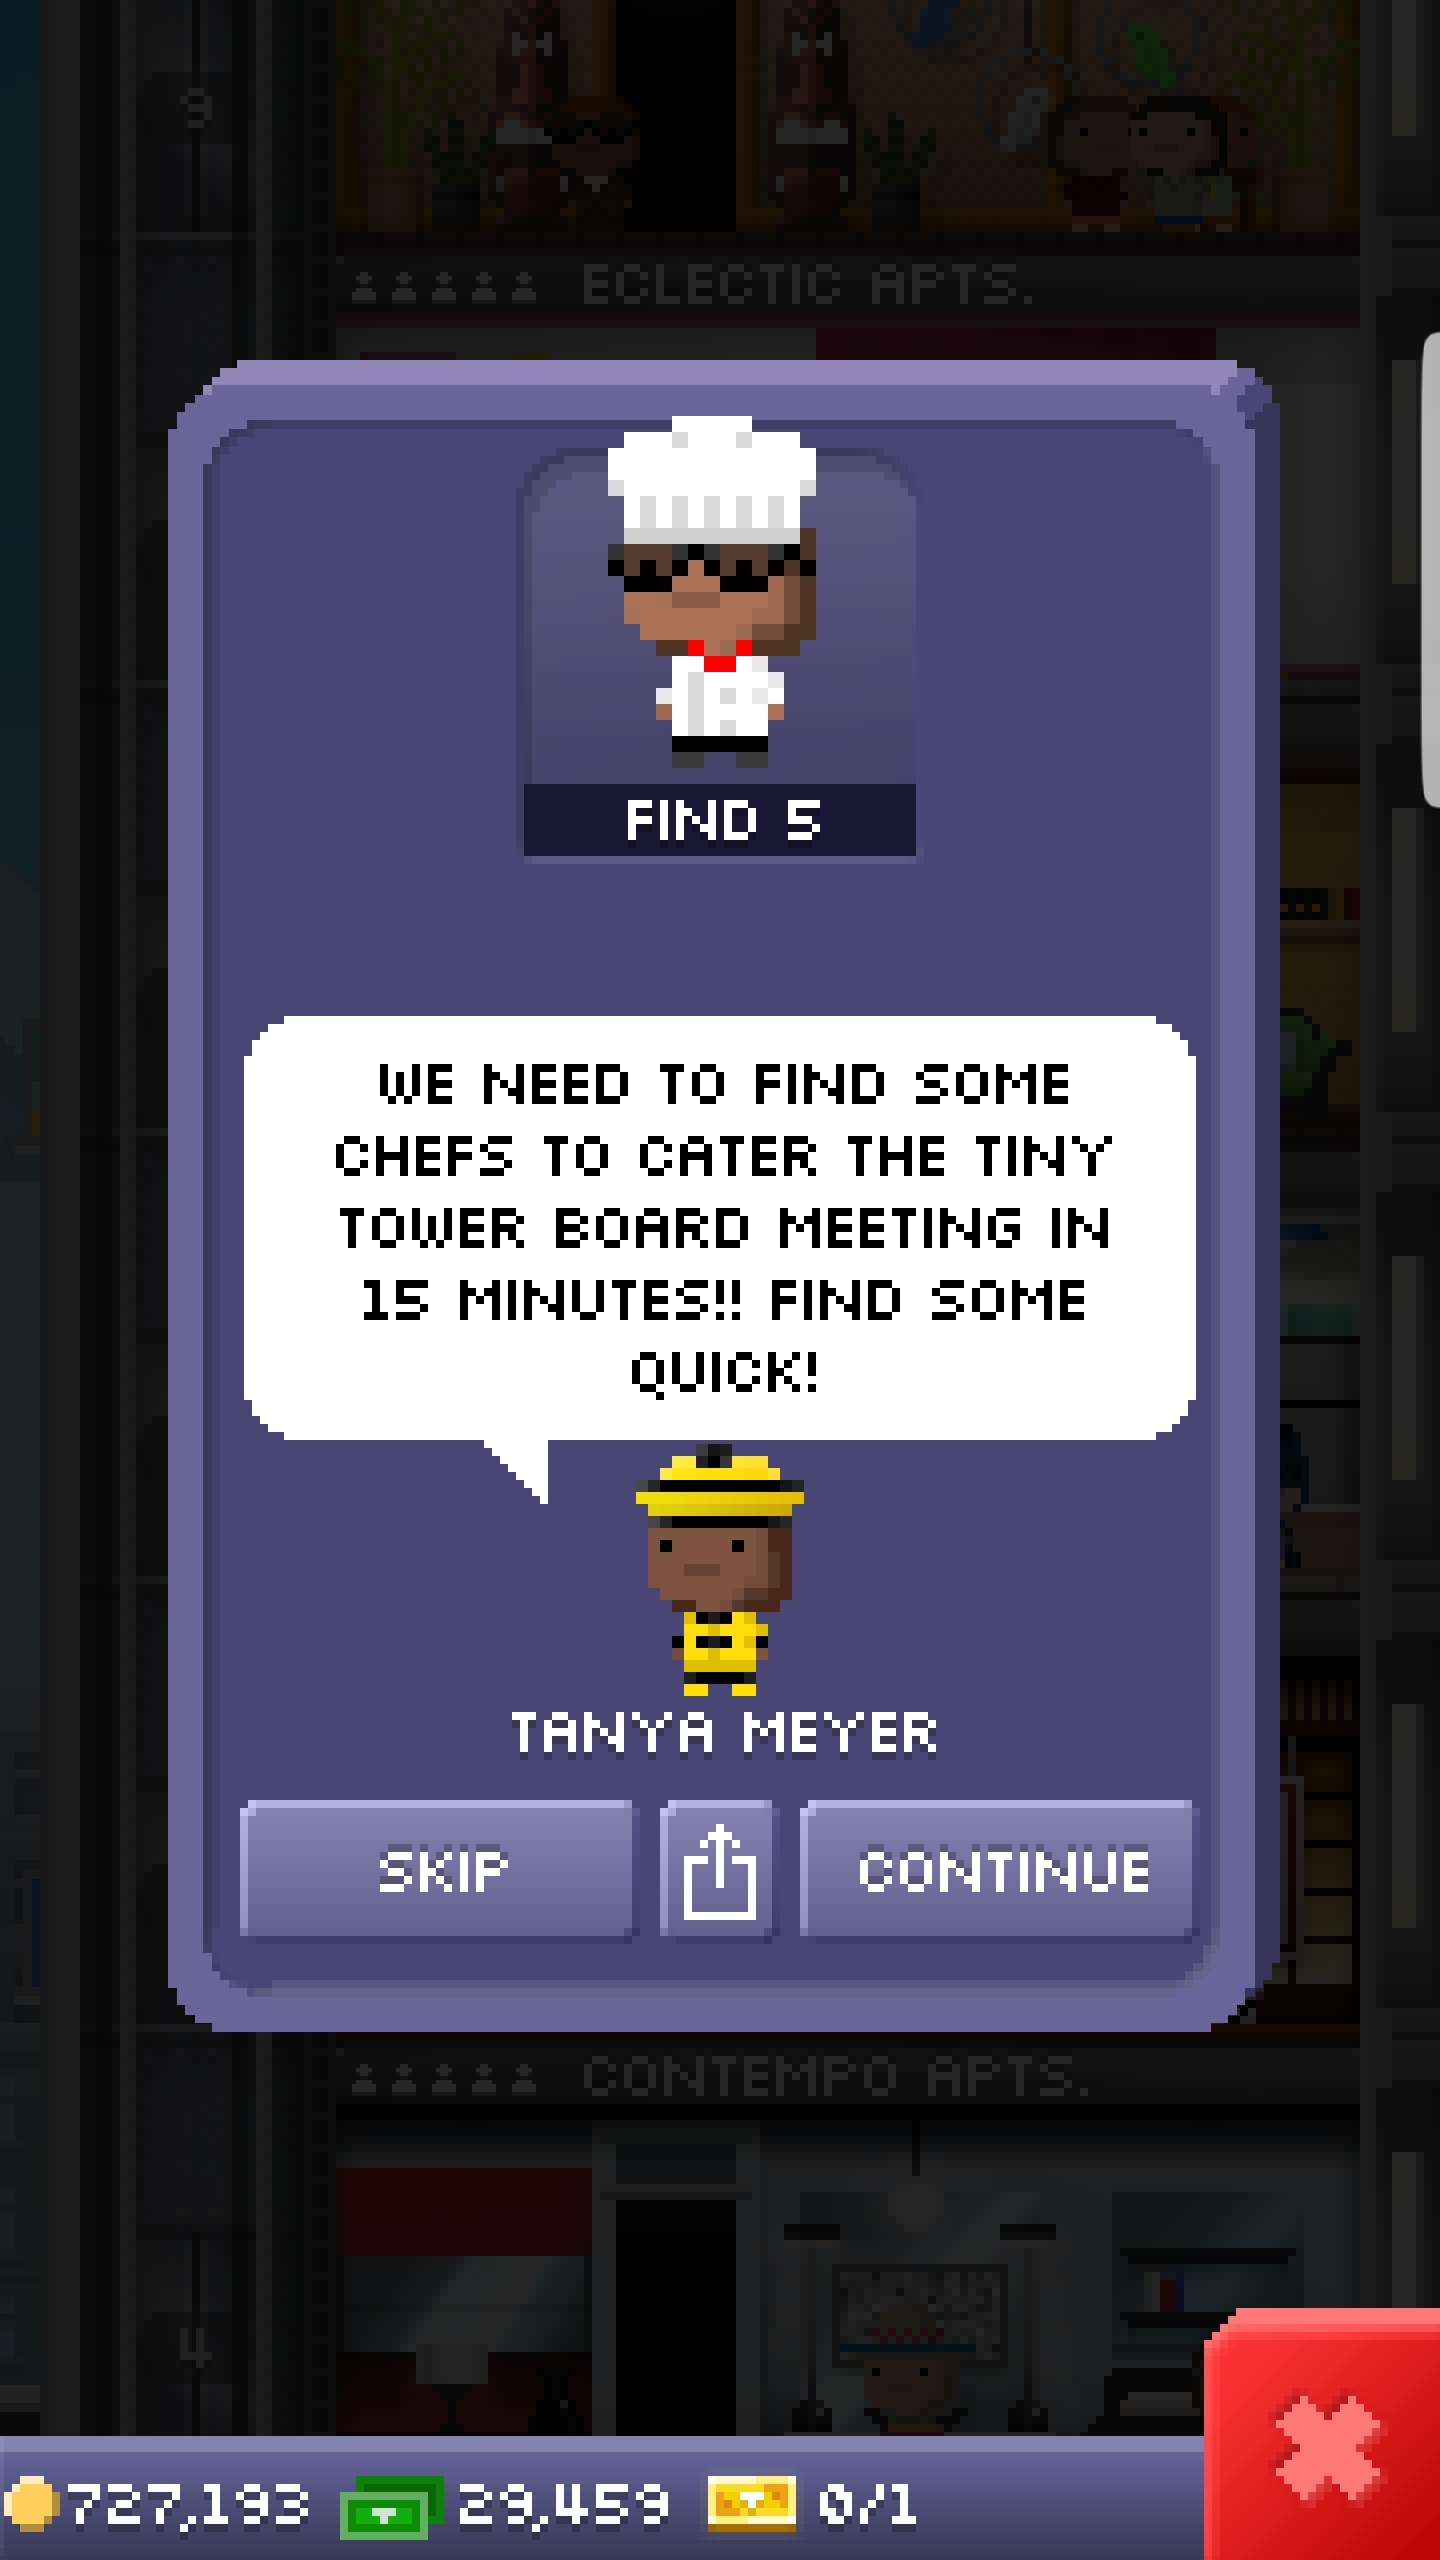 9
ECLECTIC APTS.
FIND 5
WE NEED TO FIND SOME
CHEFS TO CATER THE TINY
TOWER BOARD MEETING IN
15 MINUTES!! FIND SOME
QUICK!
TANYA MEYER
SKIP
CONTINUE
CONTEMPO APTS.
4
727,193
29,459
0/1